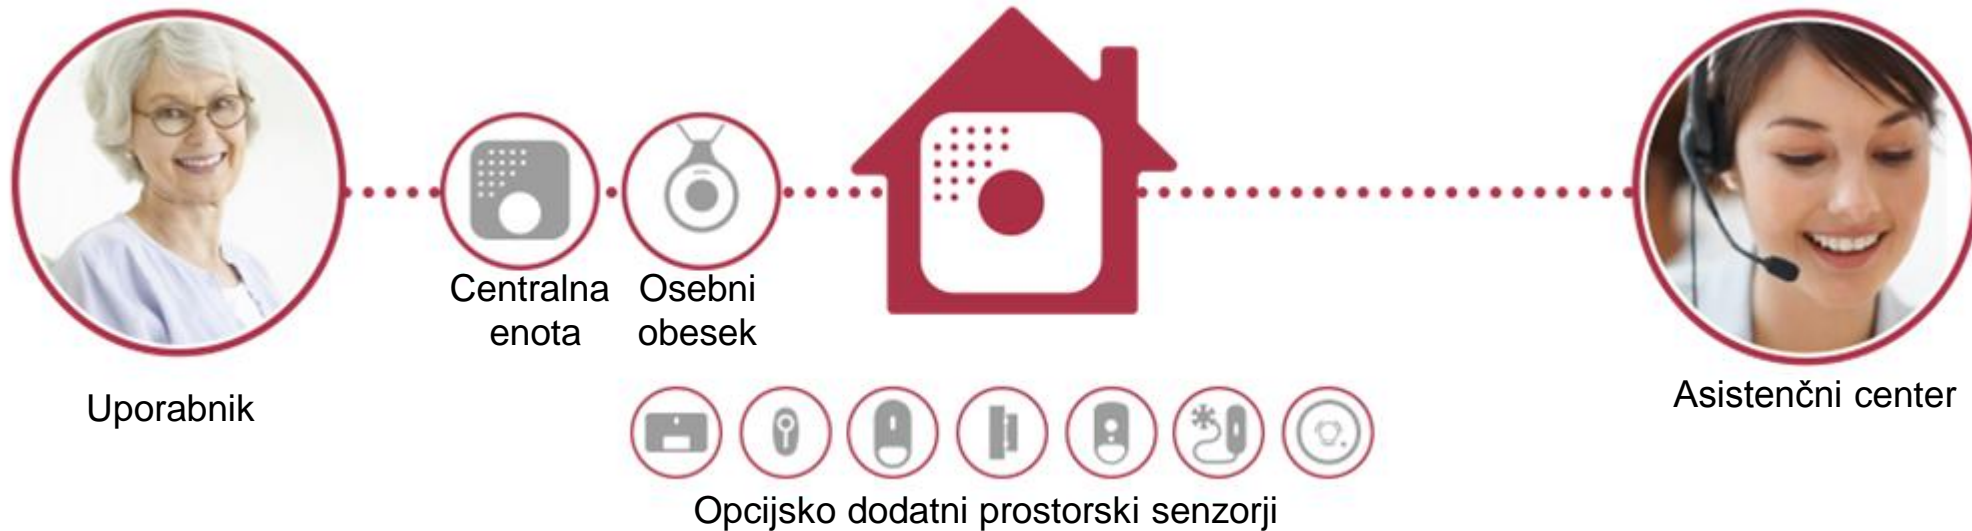 Centralna
enota
Osebni
obesek
Uporabnik
Asistenčni center
Opcijsko dodatni prostorski senzorji